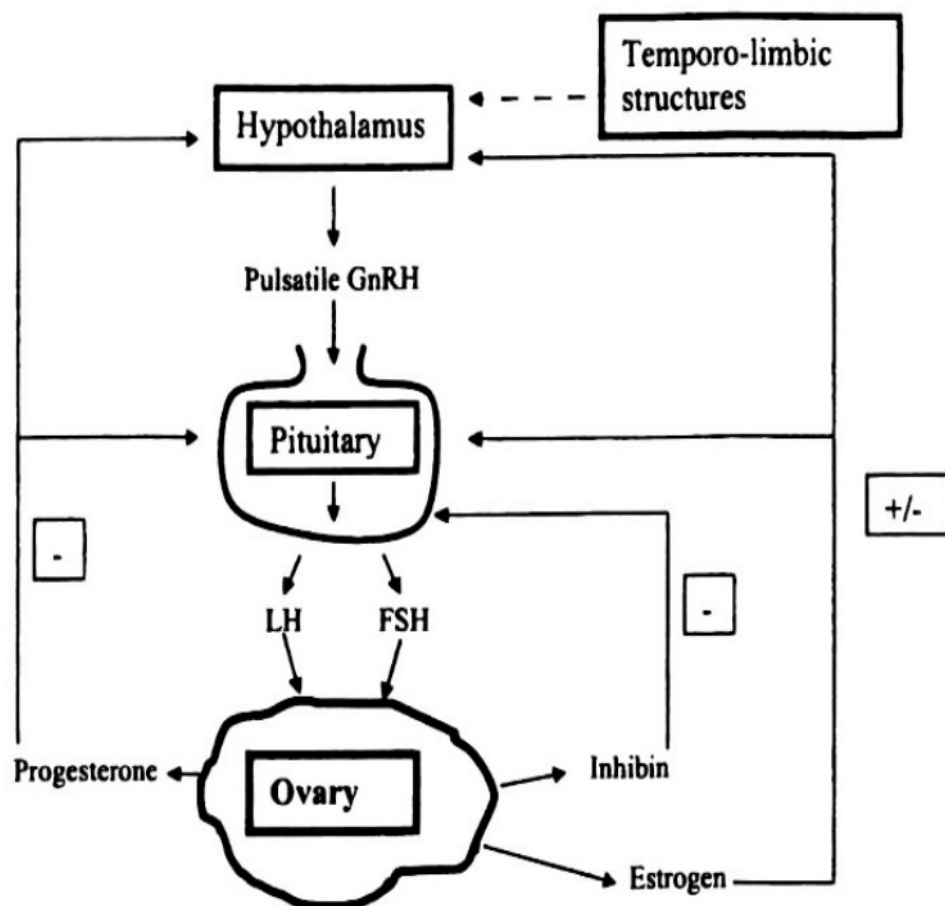 Temporo-limbic
structures
Hypothalamus
Pulsatile GnRH
Pituitary
+/-
-
-
LH FSH
Progesterone
Ovary
Inhibin
Estrogen